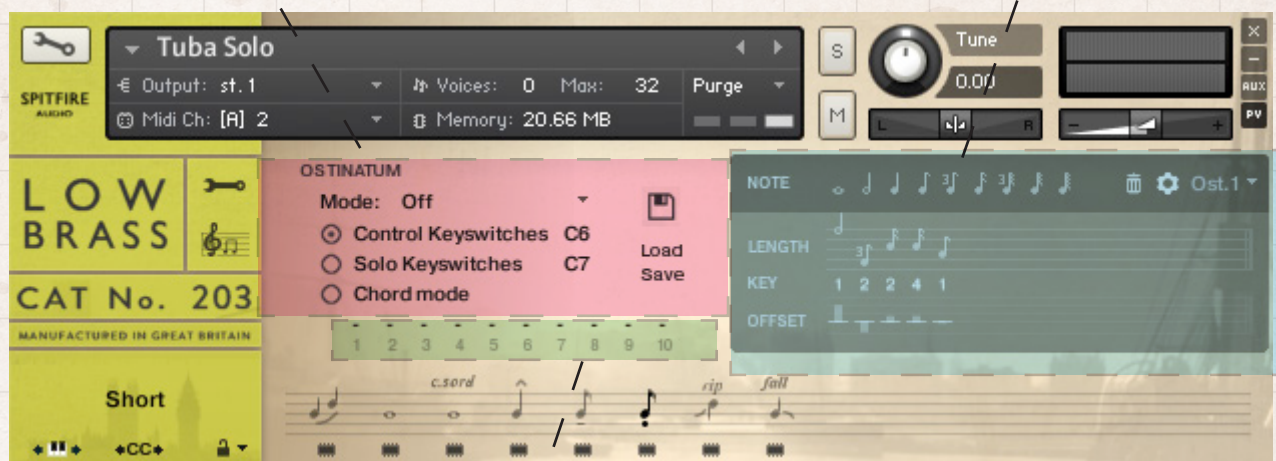 SPITFIRE
AUDIO
Tuba Solo
Output: st.1
Voices: 0 Max: 32
Purge
Midi Ch: [A] 2
Memory: 20.66 MB
S
M
Tune
0.00
L R
- +
×
-
AUX
PV
LOW
BRASS
CAT No. 203
MANUFACTURED IN GREAT BRITAIN
Short
CC
OSTINATUM
Mode: Off
Control Keyswitches C6
Solo Keyswitches C7
Chord mode
Load
Save
NOTE 3 3 Ost.1
LENGTH 3
KEY 1 2 2 4 1
OFFSET
1 2 3 4 5 6 7 8 9 10
c.sord rip fall